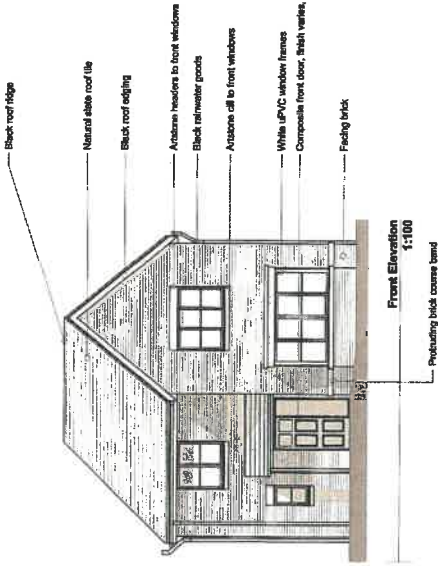 Black roof ridge
Natural slate roof tile
Black roof edging
Artstone headers to front windows
Black rainwater goods
Artstone cill to front windows
White uPVC window frames
Composite front door, finish varies,
Facing brick
Front Elevation
1:100
Protruding brick course band